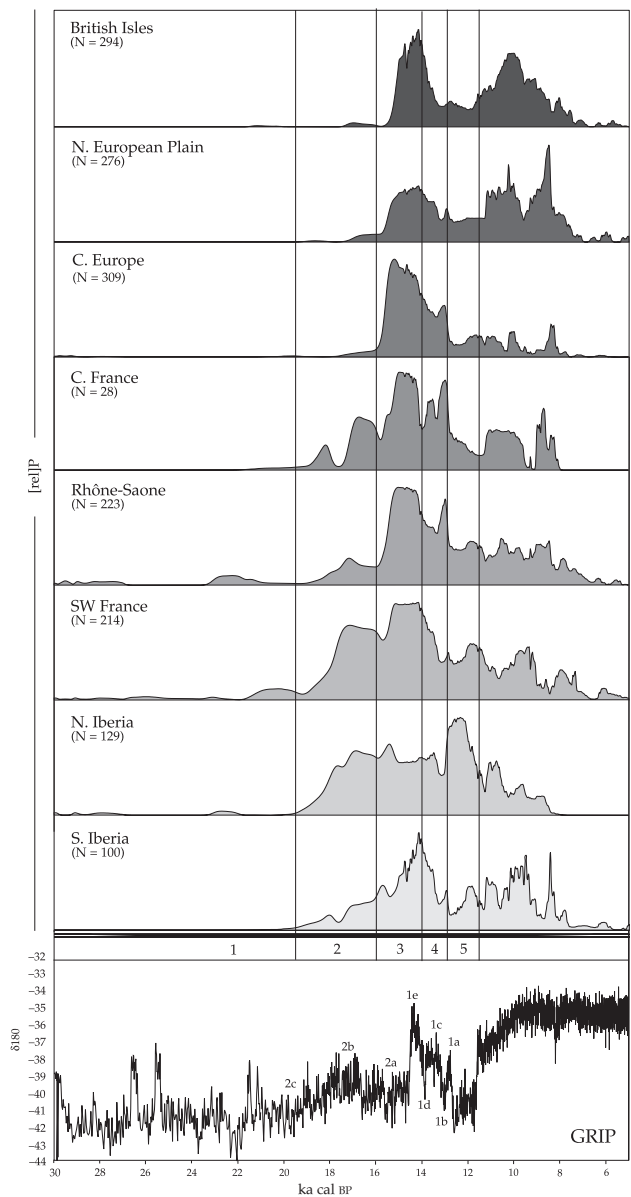 British Isles
(N = 294)
N. European Plain
(N = 276)
C. Europe
(N = 309)
C. France
(N = 28)
[rel]P
Rhône-Saone
(N = 223)
SW France
(N = 214)
N. Iberia
(N = 129)
S. Iberia
(N = 100)
1 2 3 4 5
−32
−33
−34
−35
−36
−37
−38
−39
−40
−41
−42
−43
−44
δ180
1e
1c
1a
2b
2a
2c
1d
1b
GRIP
30 28 26 24 22 20 18 16 14 12 10 8 6
ka cal BP